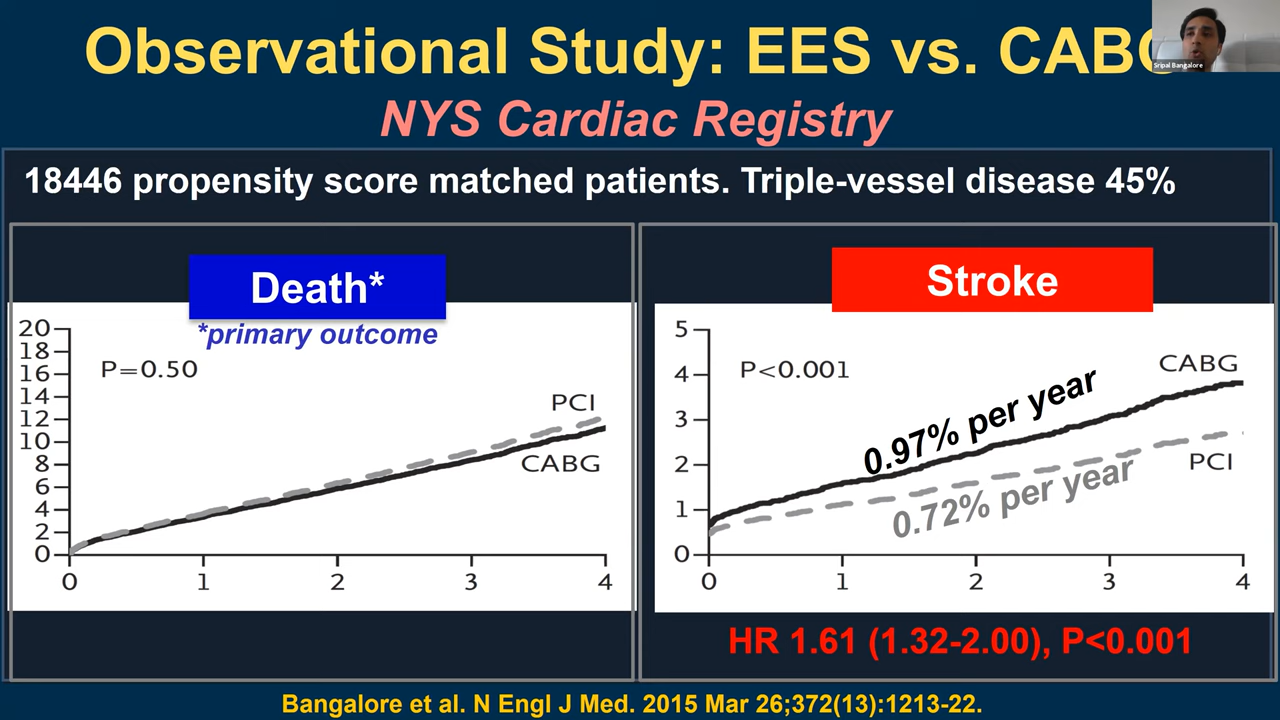 Observational Study: EES vs. CABG
Sripal Bangalore
NYS Cardiac Registry
18446 propensity score matched patients. Triple-vessel disease 45%
Death*
*primary outcome
20
18
16
14
12
10
8
6
4
2
0
P=0.50
PCI
CABG
0
1
2
3
4
Stroke
5
4
3
2
1
0
P<0.001
CABG
0.97% per year
PCI
0.72% per year
0
1
2
3
4
HR 1.61 (1.32-2.00), P<0.001
Bangalore et al. N Engl J Med. 2015 Mar 26;372(13):1213-22.